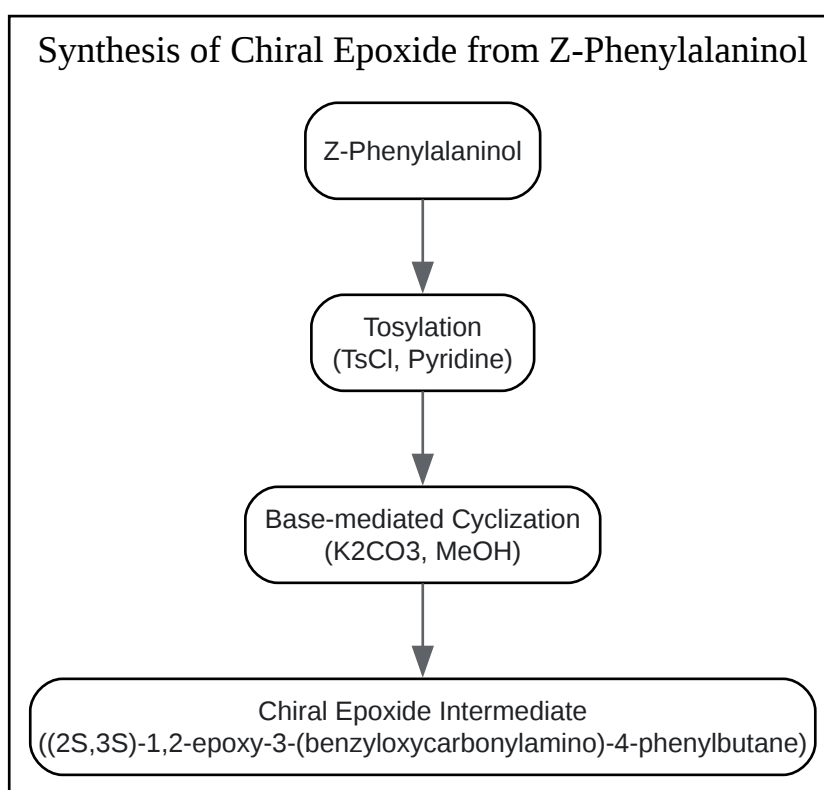 Synthesis of Chiral Epoxide from Z-Phenylalaninol
Z-Phenylalaninol
Tosylation
(TsCl, Pyridine)
Base-mediated Cyclization
(K2CO3, MeOH)
Chiral Epoxide Intermediate
((2S,3S)-1,2-epoxy-3-(benzyloxycarbonylamino)-4-phenylbutane)